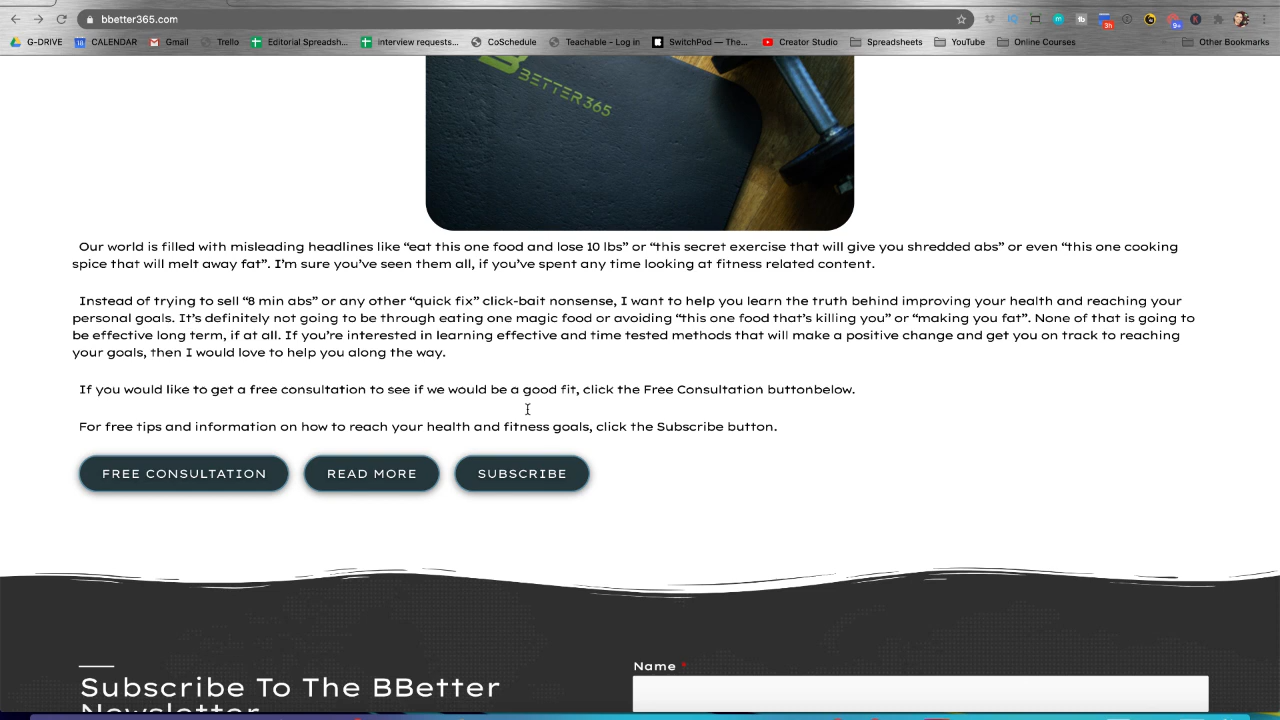 bbetter365.com
3h
9+
G-DRIVE CALENDAR Gmail Trello Editorial Spreadsh... interview requests... CoSchedule Teachable – Log in SwitchPod — The... Creator Studio Spreadsheets YouTube Online Courses Other Bookmarks
BETTER365
Our world is filled with misleading headlines like “eat this one food and lose 10 lbs” or “this secret exercise that will give you shredded abs” or even “this one cooking
spice that will melt away fat”. I’m sure you’ve seen them all, if you’ve spent any time looking at fitness related content.
Instead of trying to sell “8 min abs” or any other “quick fix” click-bait nonsense, I want to help you learn the truth behind improving your health and reaching your
personal goals. It’s definitely not going to be through eating one magic food or avoiding “this one food that’s killing you” or “making you fat”. None of that is going to
be effective long term, if at all. If you’re interested in learning effective and time tested methods that will make a positive change and get you on track to reaching
your goals, then I would love to help you along the way.
If you would like to get a free consultation to see if we would be a good fit, click the Free Consultation buttonbelow.
For free tips and information on how to reach your health and fitness goals, click the Subscribe button.
FREE CONSULTATION READ MORE SUBSCRIBE
Name *
Subscribe To The BBetter
Newsletter